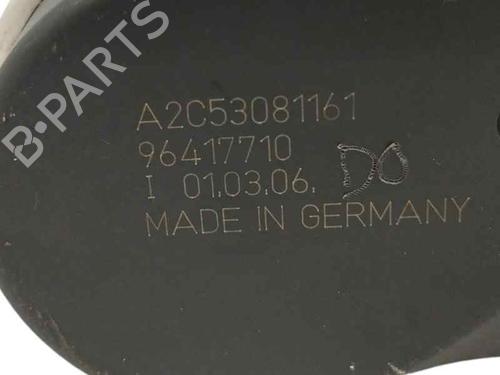 A2C53081161
96417710
I 01.03.06. DO
MADE IN GERMANY
B-PARTS